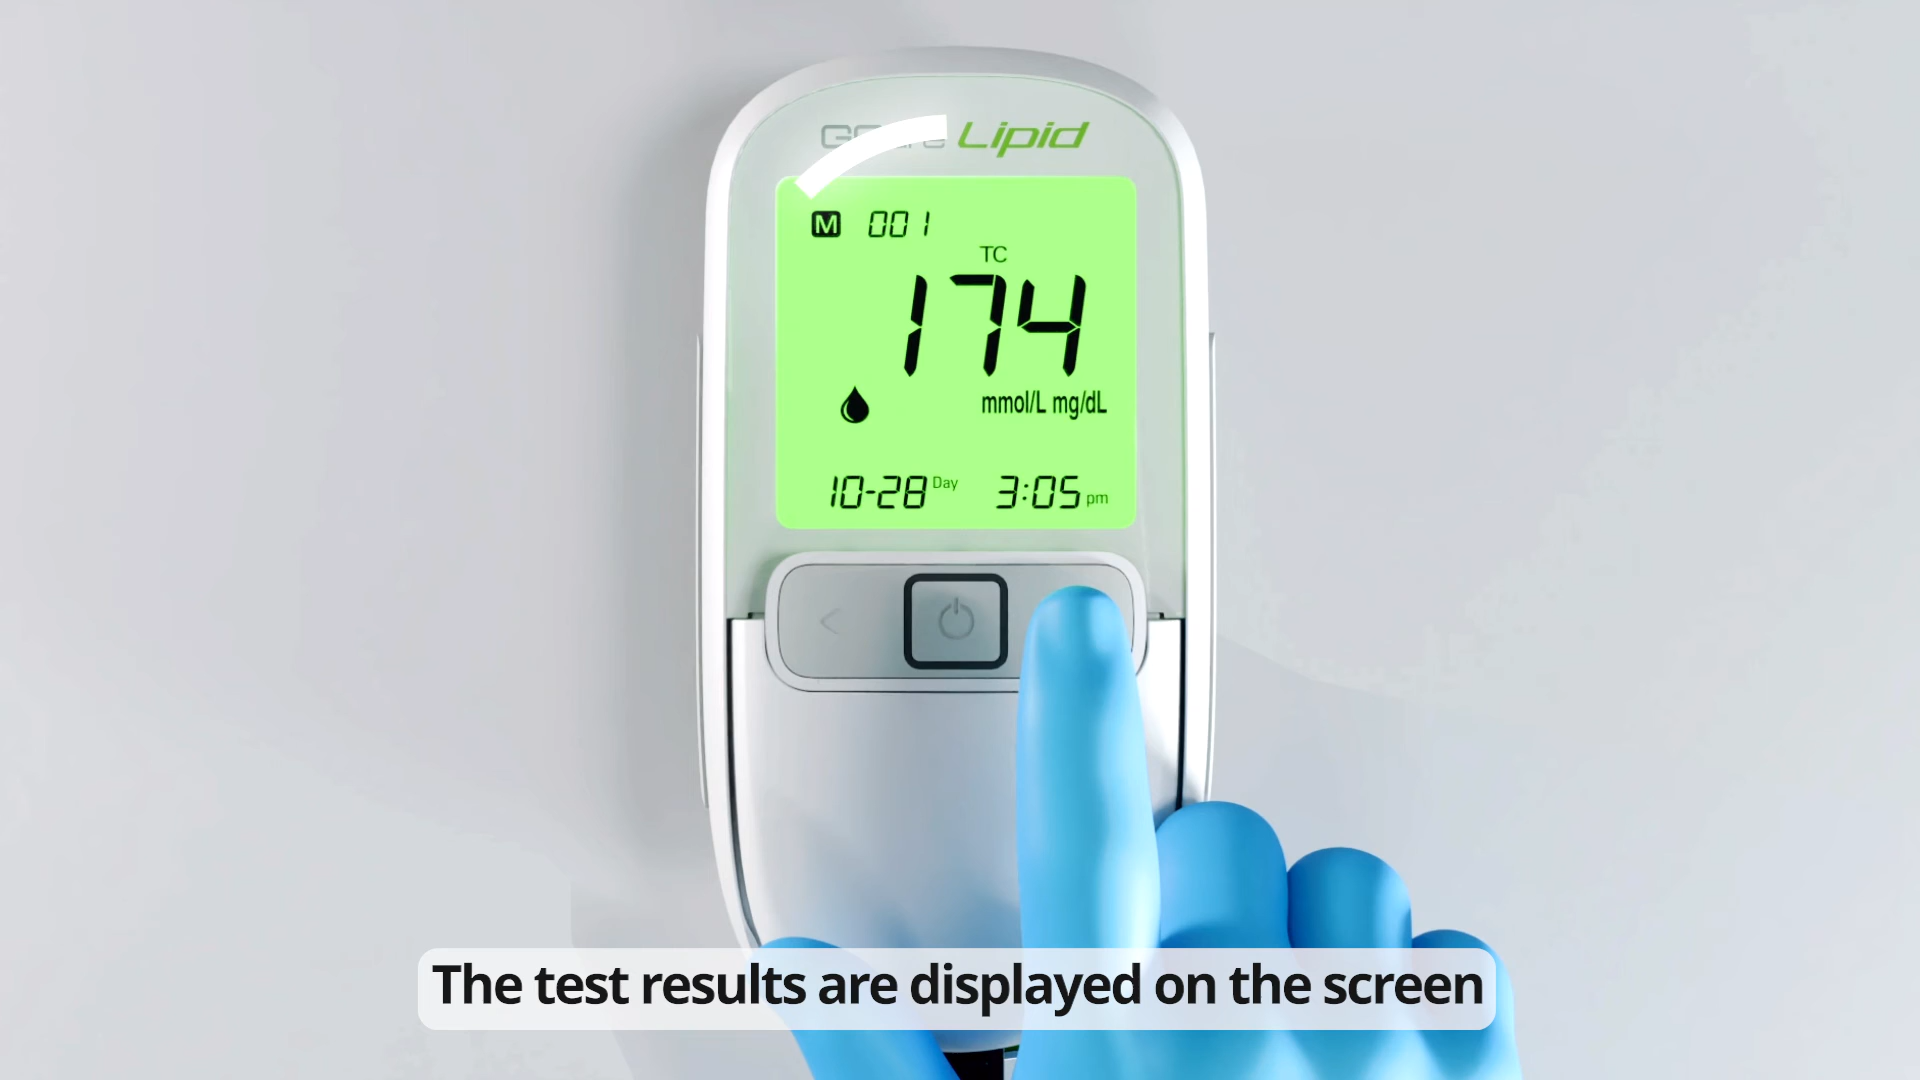 Lipid
M 001
TC
174
mmol/L mg/dL
10-28 Day 3:05 pm
The test results are displayed on the screen